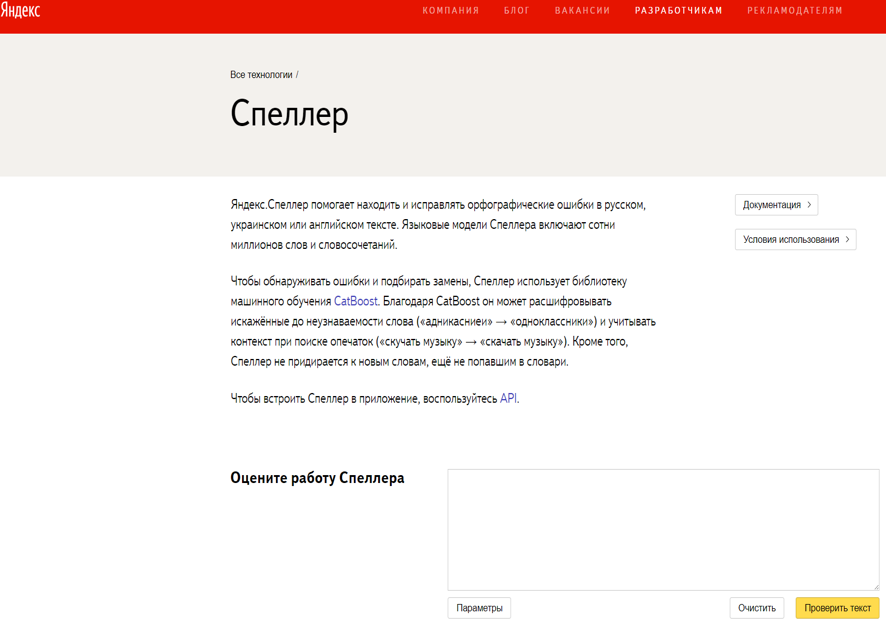 Яндекс
КОМПАНИЯ БЛОГ ВАКАНСИИ РАЗРАБОТЧИКАМ РЕКЛАМОДАТЕЛЯМ
Все технологии /
Спеллер
Яндекс.Спеллер помогает находить и исправлять орфографические ошибки в русском,
украинском или английском тексте. Языковые модели Спеллера включают сотни
миллионов слов и словосочетаний.
Чтобы обнаруживать ошибки и подбирать замены, Спеллер использует библиотеку
машинного обучения CatBoost. Благодаря CatBoost он может расшифровывать
искажённые до неузнаваемости слова («адникасниеи» → «одноклассники») и учитывать
контекст при поиске опечаток («скучать музыку» → «скачать музыку»). Кроме того,
Спеллер не придирается к новым словам, ещё не попавшим в словари.
Чтобы встроить Спеллер в приложение, воспользуйтесь API.
Документация >
Условия использования >
Оцените работу Спеллера
Параметры Очистить Проверить текст